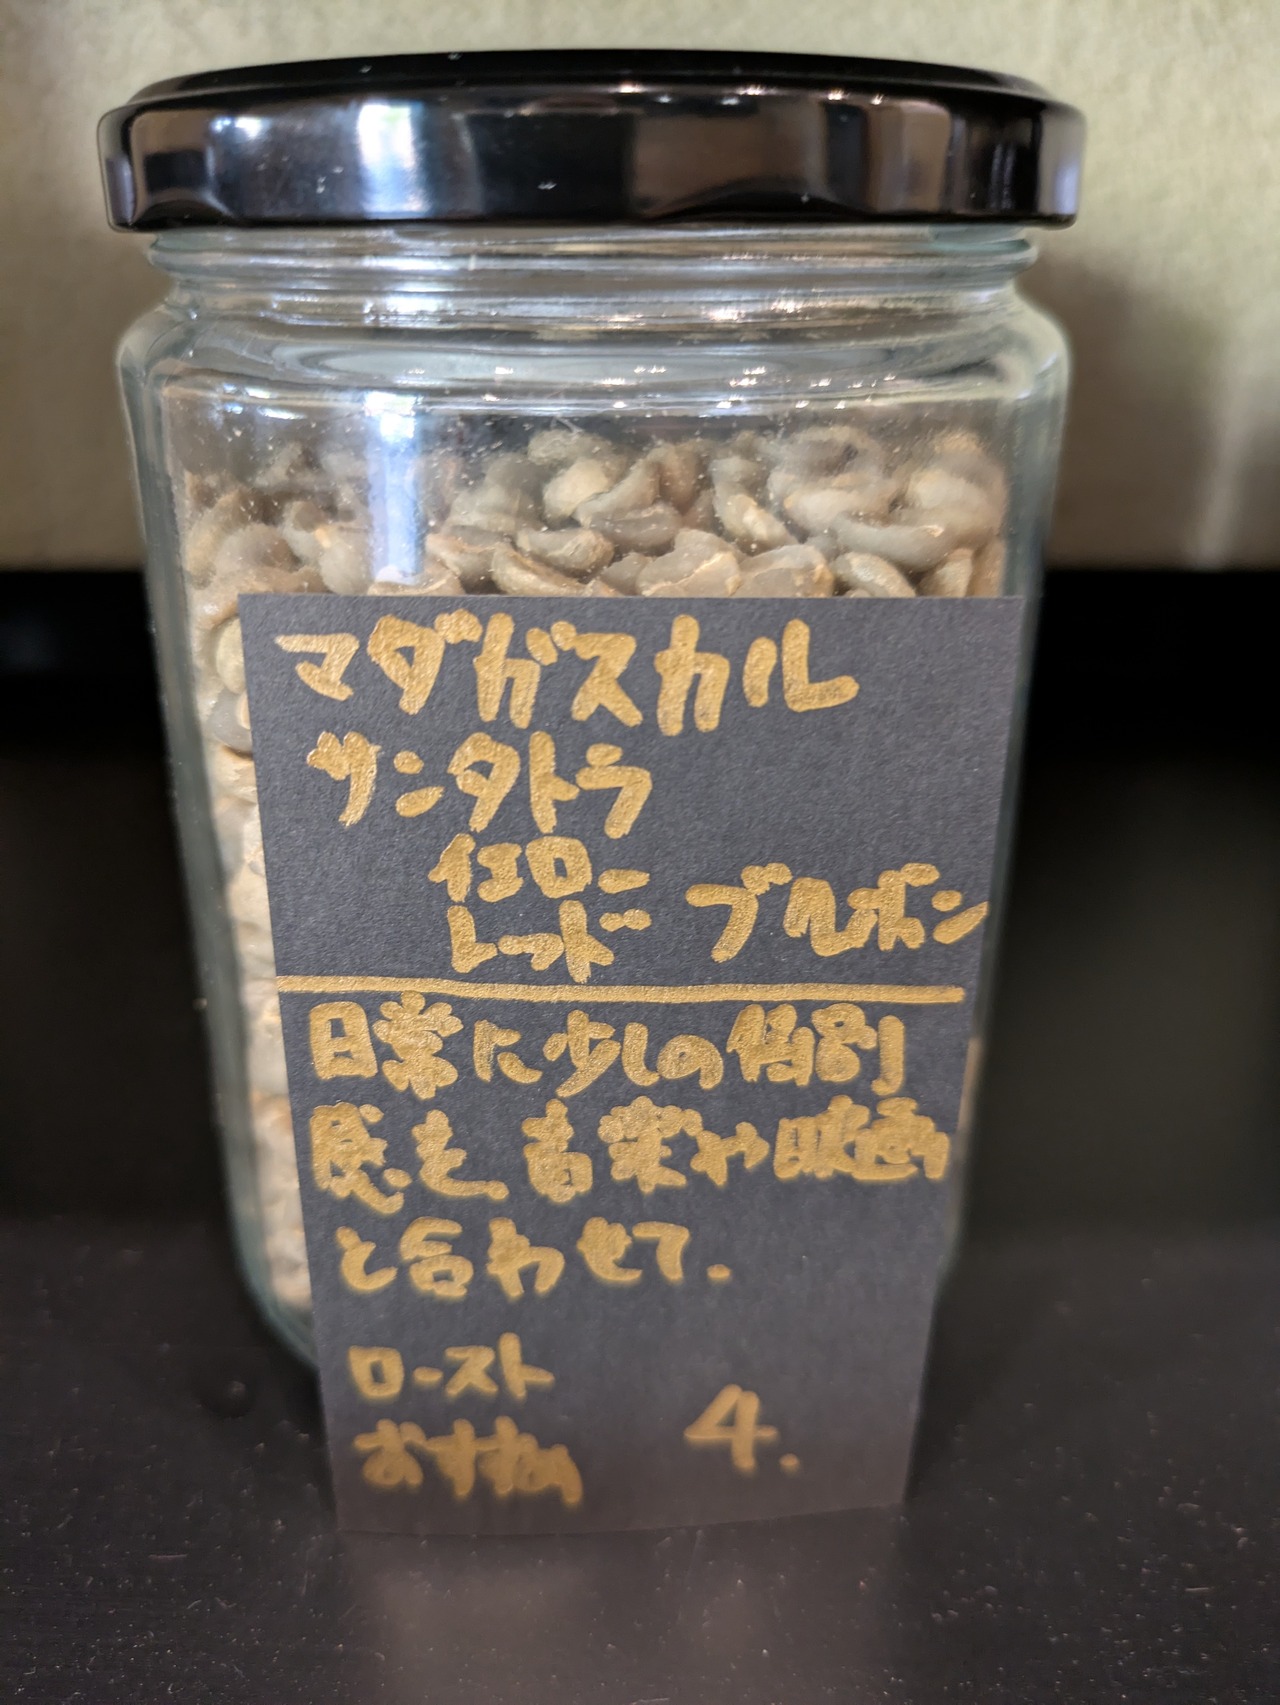 マダガスカル
サンタトラ
イエロー
レッド ブルボン
日常に少しの特別
感を。音楽や映画
と合わせて.
ロースト
おすすめ 4.